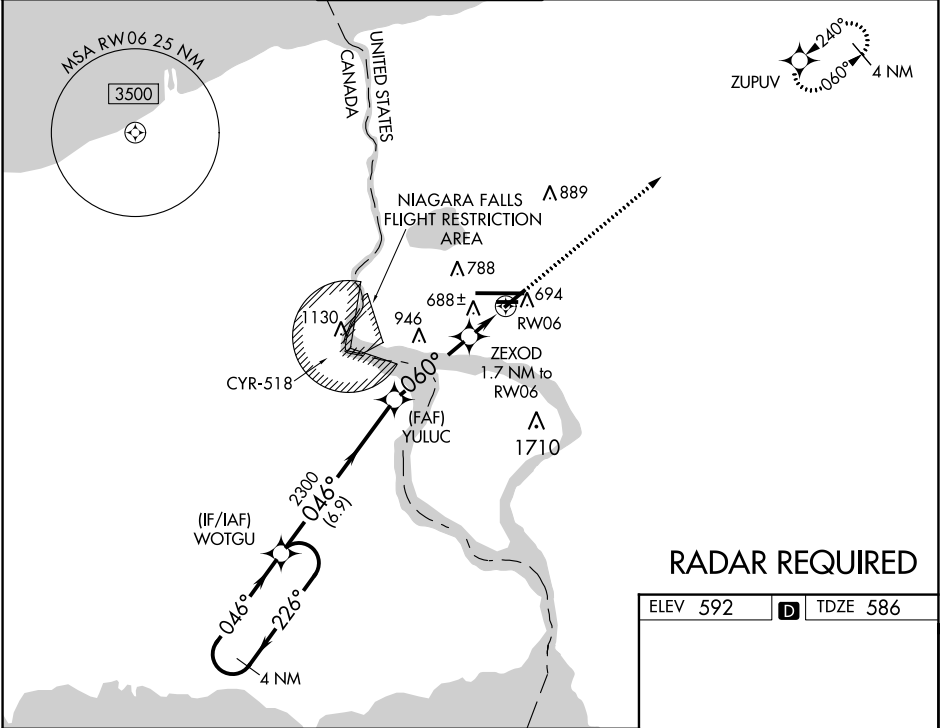 MSA RW06 25 NM
3500
UNITED STATES
CANADA
240°
060°
4 NM
ZUPUV
889
NIAGARA FALLS
FLIGHT RESTRICTION
AREA
788
688±
694
RW06
1130
946
ZEXOD
1.7 NM to
RW06
CYR-518
060°
(FAF)
YULUC
1710
2300
046°
(6.9)
(IF/IAF)
WOTGU
046°
226°
4 NM
RADAR REQUIRED
ELEV 592 D TDZE 586